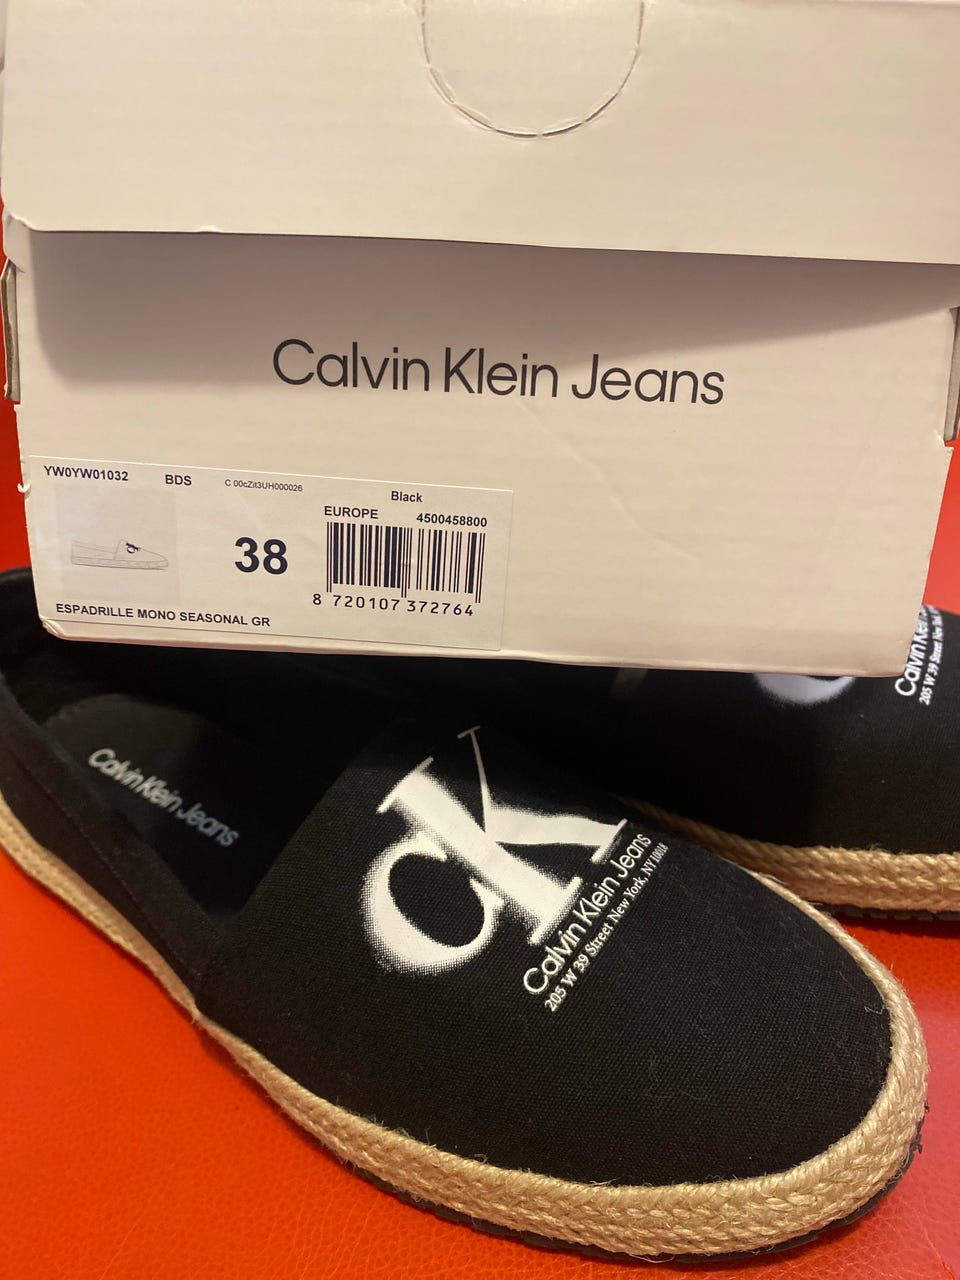 Calvin Klein Jeans
YW0YW01032 BDS C 00cZit3UH000026 Black
EUROPE 4500458800
38
8 720107 372764
ESPADRILLE MONO SEASONAL GR
Calvin Klein
205 W 39 Street New York,
Calvin Klein Jeans
CK
Calvin Klein Jeans
205 W 39 Street New York, NY 10018